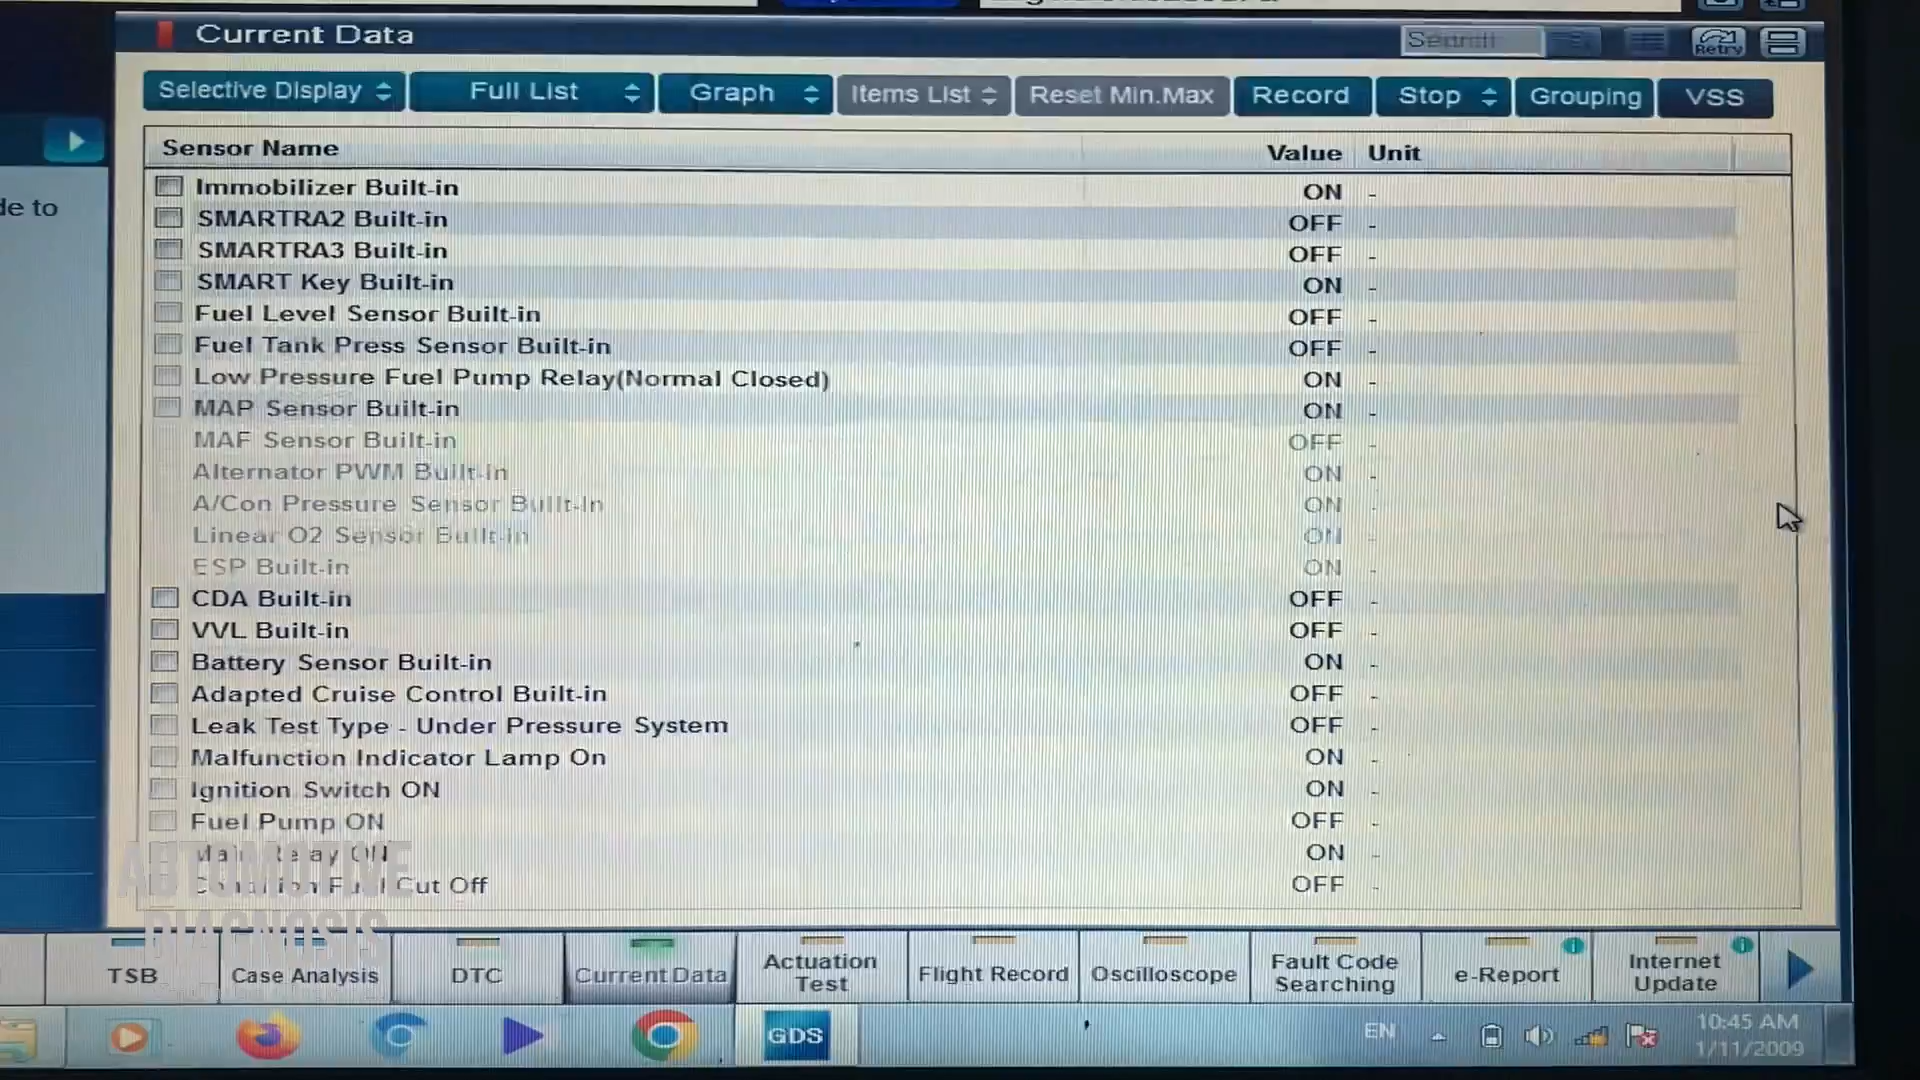 Current Data
Retry
Selective Display Full List Graph Items List Reset Min.Max Record Stop Grouping VSS
Sensor Name Value Unit
de to
Immobilizer Built-in ON -
SMARTRA2 Built-in OFF -
SMARTRA3 Built-in OFF -
SMART Key Built-in ON -
Fuel Level Sensor Built-in OFF -
Fuel Tank Press Sensor Built-in OFF -
Low Pressure Fuel Pump Relay(Normal Closed) ON -
MAP Sensor Built-in ON -
MAF Sensor Built-in OFF -
Alternator PWM Built-in ON -
A/Con Pressure Sensor Built-In ON -
Linear O2 Sensor Built-in ON -
ESP Built-in ON -
CDA Built-in OFF -
VVL Built-in OFF -
Battery Sensor Built-in ON -
Adapted Cruise Control Built-in OFF -
Leak Test Type - Under Pressure System OFF -
Malfunction Indicator Lamp On ON -
Ignition Switch ON ON -
Fuel Pump ON OFF -
Main Relay ON ON -
Condition Fuel Cut Off OFF -
AUTOMOTIVE
DIAGNOSIS
TSB Case Analysis DTC Current Data Actuation Test Flight Record Oscilloscope Fault Code Searching e-Report Internet Update
GDS EN 10:45 AM
1/11/2009